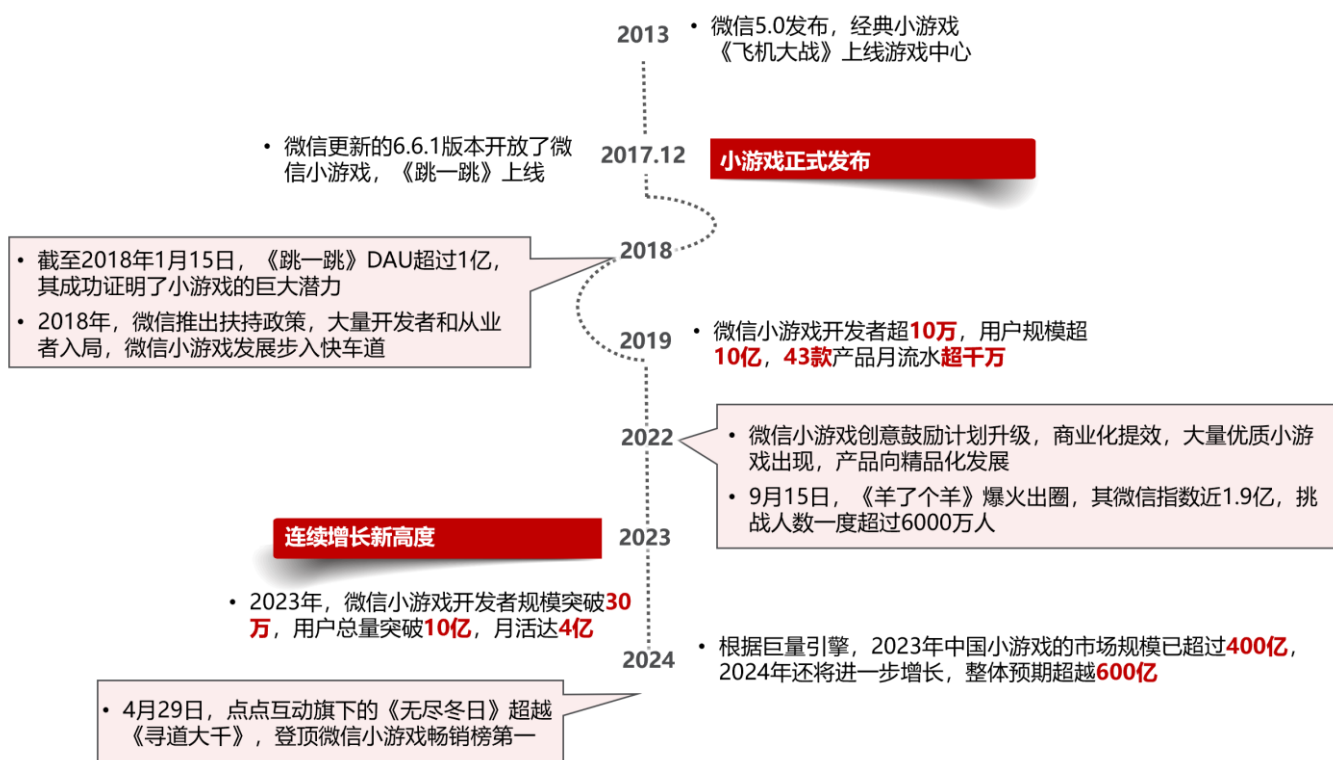 2013
• 微信5.0发布，经典小游戏
《飞机大战》上线游戏中心
• 微信更新的6.6.1版本开放了微
信小游戏，《跳一跳》上线
2017.12
小游戏正式发布
2018
• 截至2018年1月15日，《跳一跳》DAU超过1亿，
其成功证明了小游戏的巨大潜力
• 2018年，微信推出扶持政策，大量开发者和从业
者入局，微信小游戏发展步入快车道
2019
• 微信小游戏开发者超10万，用户规模超
10亿，43款产品月流水超千万
2022
• 微信小游戏创意鼓励计划升级，商业化提效，大量优质小游
戏出现，产品向精品化发展
• 9月15日，《羊了个羊》爆火出圈，其微信指数近1.9亿，挑
战人数一度超过6000万人
连续增长新高度
2023
• 2023年，微信小游戏开发者规模突破30
万，用户总量突破10亿，月活达4亿
2024
• 根据巨量引擎，2023年中国小游戏的市场规模已超过400亿，
2024年还将进一步增长，整体预期超越600亿
• 4月29日，点点互动旗下的《无尽冬日》超越
《寻道大千》，登顶微信小游戏畅销榜第一